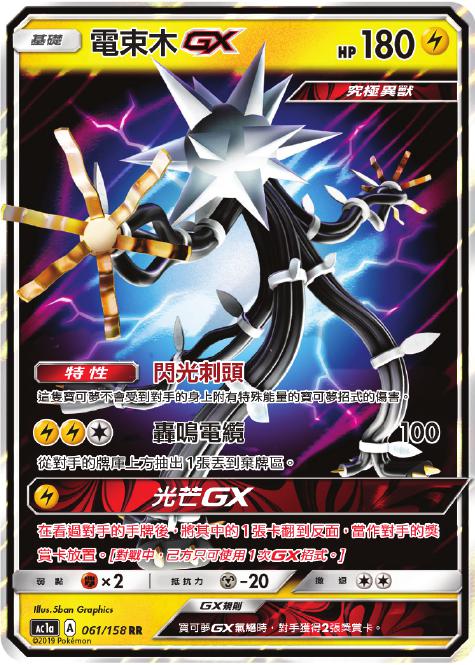 基礎 電束木GX HP 180
究極異獸
特性 閃光刺頭
這隻寶可夢不會受到對手的身上附有特殊能量的寶可夢招式的傷害。
轟鳴電纜 100
從對手的牌庫上方抽出1張丟到棄牌區。
光芒GX
在看過對手的手牌後，將其中的1張卡翻到反面，當作對手的獎
賞卡放置。[對戰中，己方只可使用1次GX招式。]
弱點 ×2 抵抗力 -20 撤退
Illus.5ban Graphics GX規則
AC1a A 061/158 RR 寶可夢GX氣絕時，對手獲得2張獎賞卡。
©2019 Pokémon